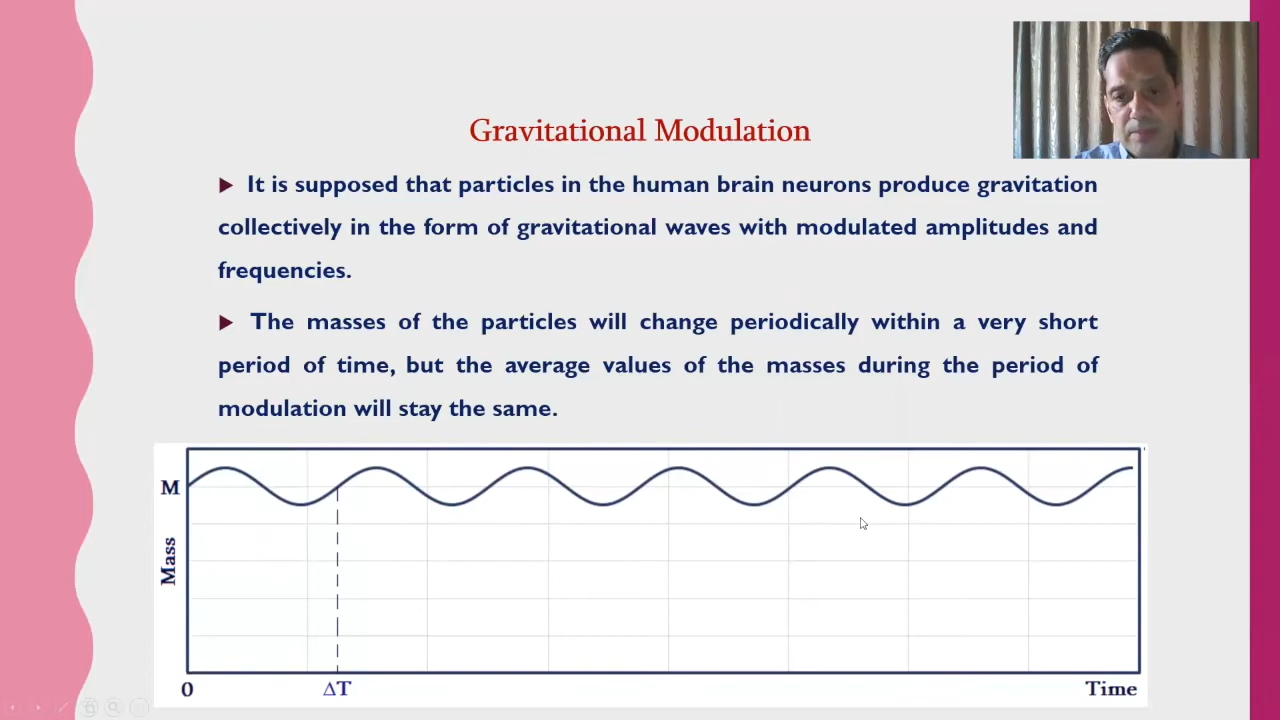 Gravitational Modulation
It is supposed that particles in the human brain neurons produce gravitation
collectively in the form of gravitational waves with modulated amplitudes and
frequencies.
The masses of the particles will change periodically within a very short
period of time, but the average values of the masses during the period of
modulation will stay the same.
M
Mass
0
ΔT
Time